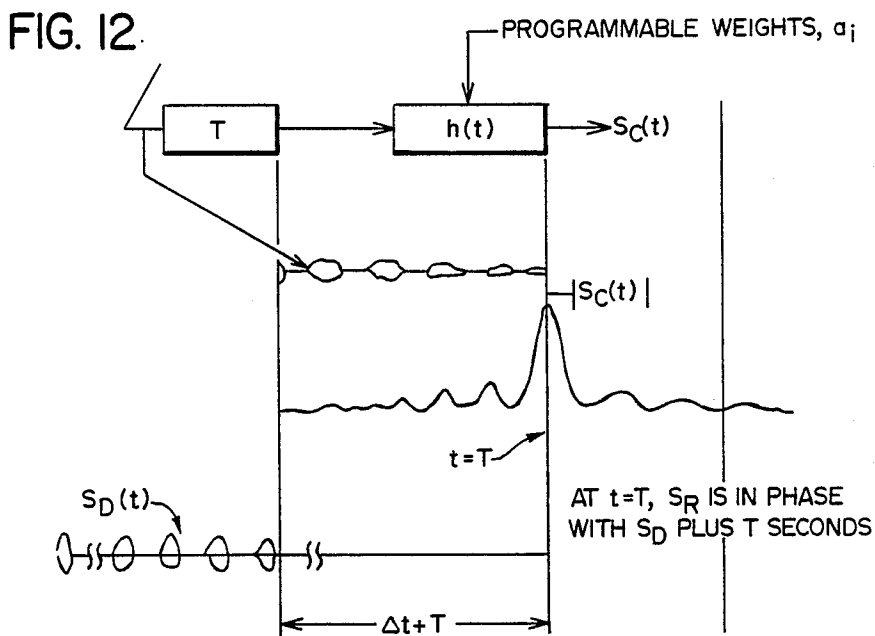 FIG. 12
PROGRAMMABLE WEIGHTS, ai
T
h(t)
SC(t)
|SC(t)|
t=T
SD(t)
AT t=T, SR IS IN PHASE
WITH SD PLUS T SECONDS
Δt+T